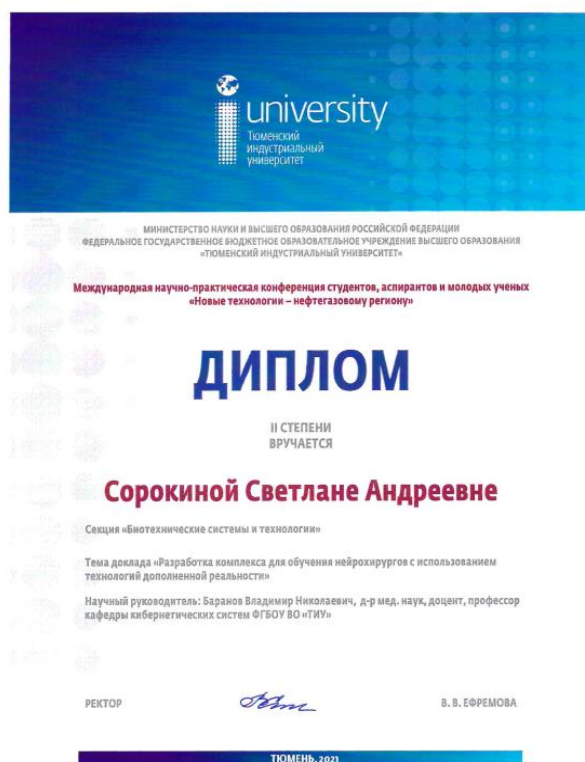 university
Тюменский
индустриальный
университет
МИНИСТЕРСТВО НАУКИ И ВЫСШЕГО ОБРАЗОВАНИЯ РОССИЙСКОЙ ФЕДЕРАЦИИ
ФЕДЕРАЛЬНОЕ ГОСУДАРСТВЕННОЕ БЮДЖЕТНОЕ ОБРАЗОВАТЕЛЬНОЕ УЧРЕЖДЕНИЕ ВЫСШЕГО ОБРАЗОВАНИЯ
«ТЮМЕНСКИЙ ИНДУСТРИАЛЬНЫЙ УНИВЕРСИТЕТ»
Международная научно-практическая конференция студентов, аспирантов и молодых ученых
«Новые технологии – нефтегазовому региону»
ДИПЛОМ
II СТЕПЕНИ
ВРУЧАЕТСЯ
Сорокиной Светлане Андреевне
Секция «Биотехнические системы и технологии»
Тема доклада «Разработка комплекса для обучения нейрохирургов с использованием
технологий дополненной реальности»
Научный руководитель: Баранов Владимир Николаевич, д-р мед. наук, доцент, профессор
кафедры кибернетических систем ФГБОУ ВО «ТИУ»
РЕКТОР В. В. ЕФРЕМОВА
ТЮМЕНЬ, 2021